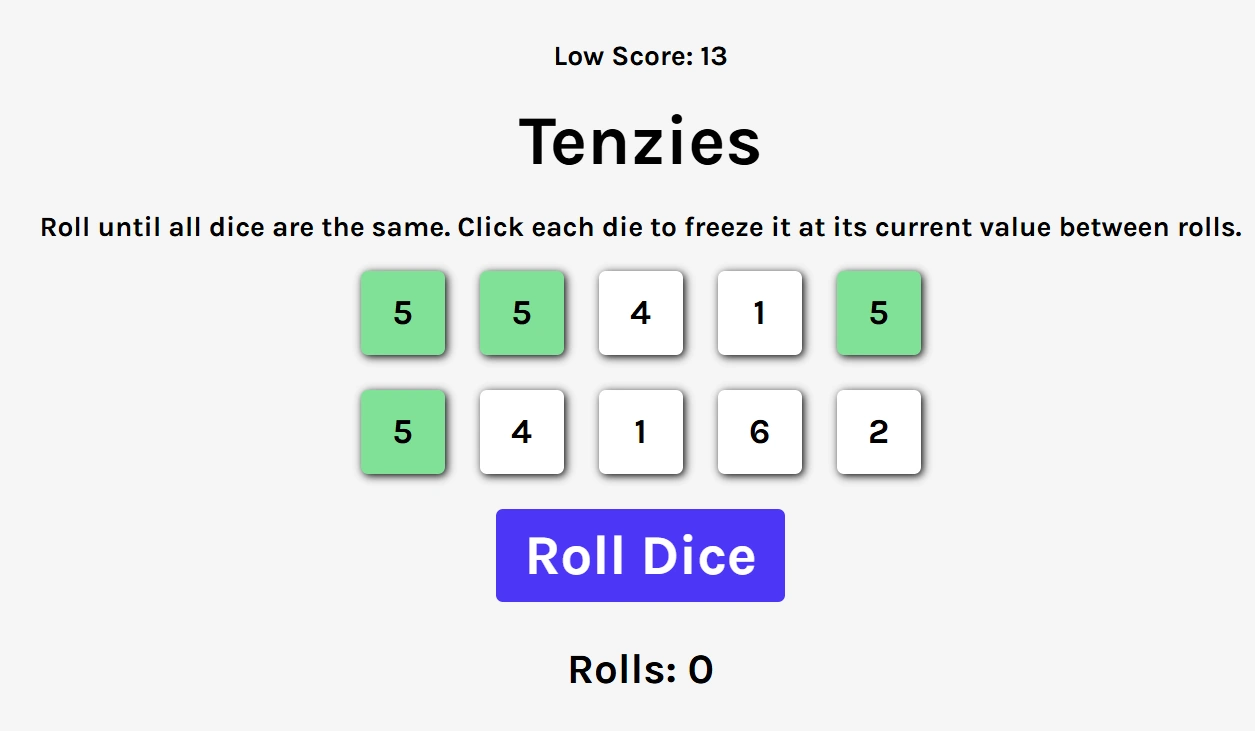 Low Score: 13
Tenzies
Roll until all dice are the same. Click each die to freeze it at its current value between rolls.
5 5 4 1 5
5 4 1 6 2
Roll Dice
Rolls: 0